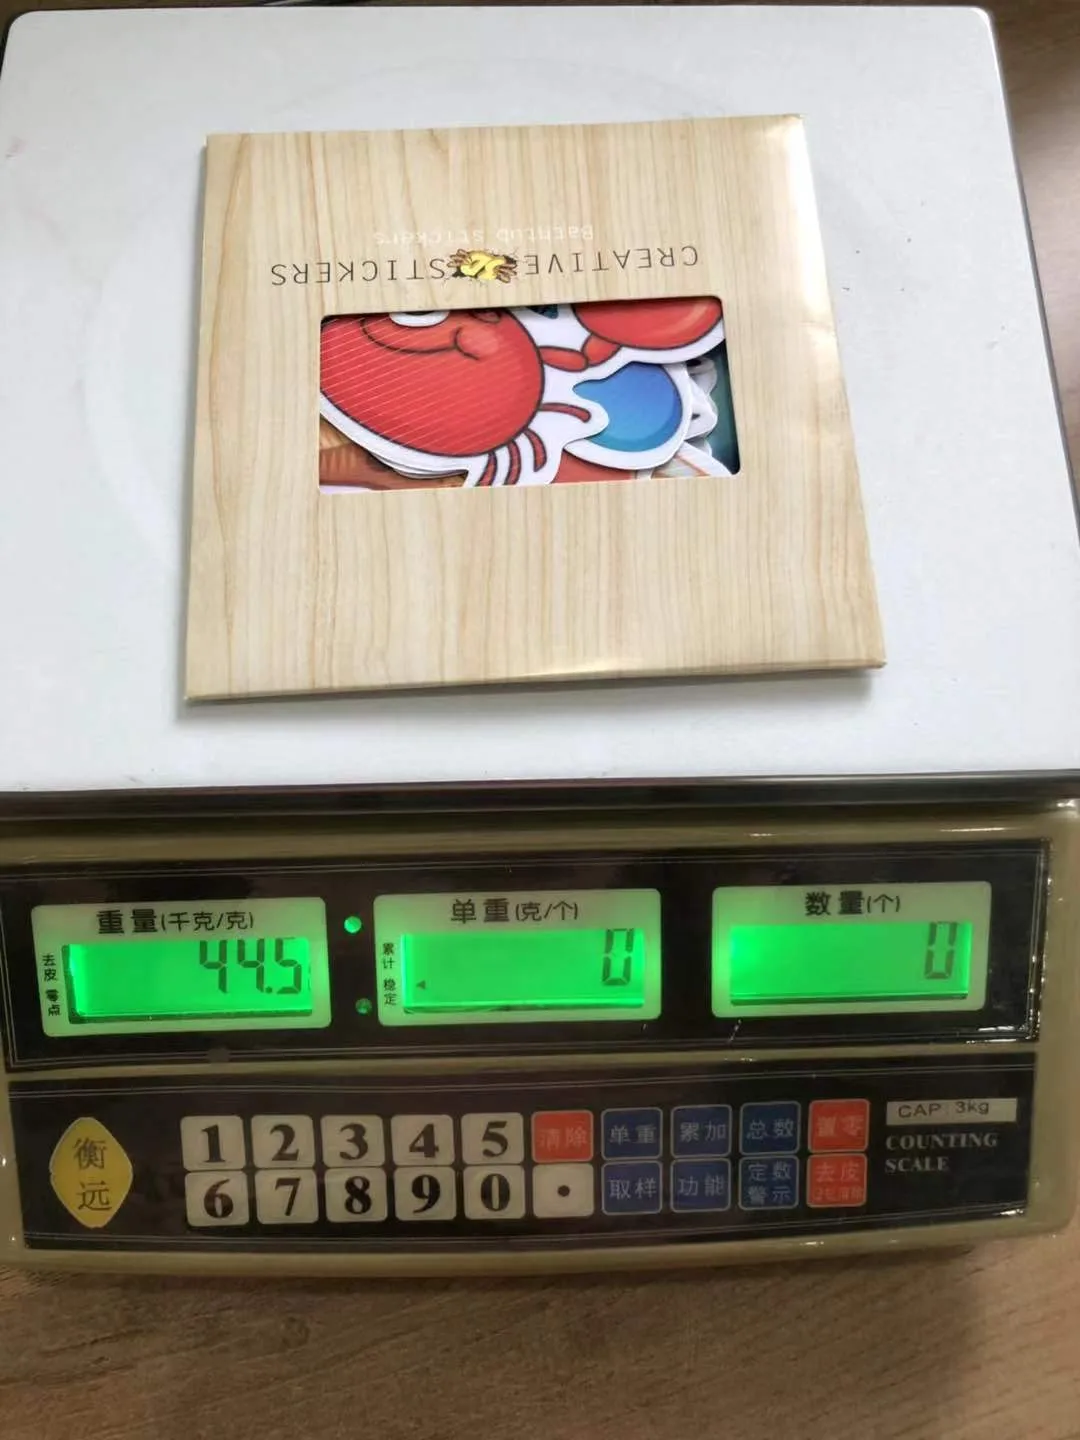 Bathtub stickers
CREATIVE STICKERS
重量(千克/克)
单重(克/个)
数量(个)
去皮 零点
44.5
累计 稳定
0
0
衡远
1 2 3 4 5 清除 单重 累加 总数 置零
6 7 8 9 0 . 取样 功能 定数警示 去皮
CAP: 3kg
COUNTING
SCALE